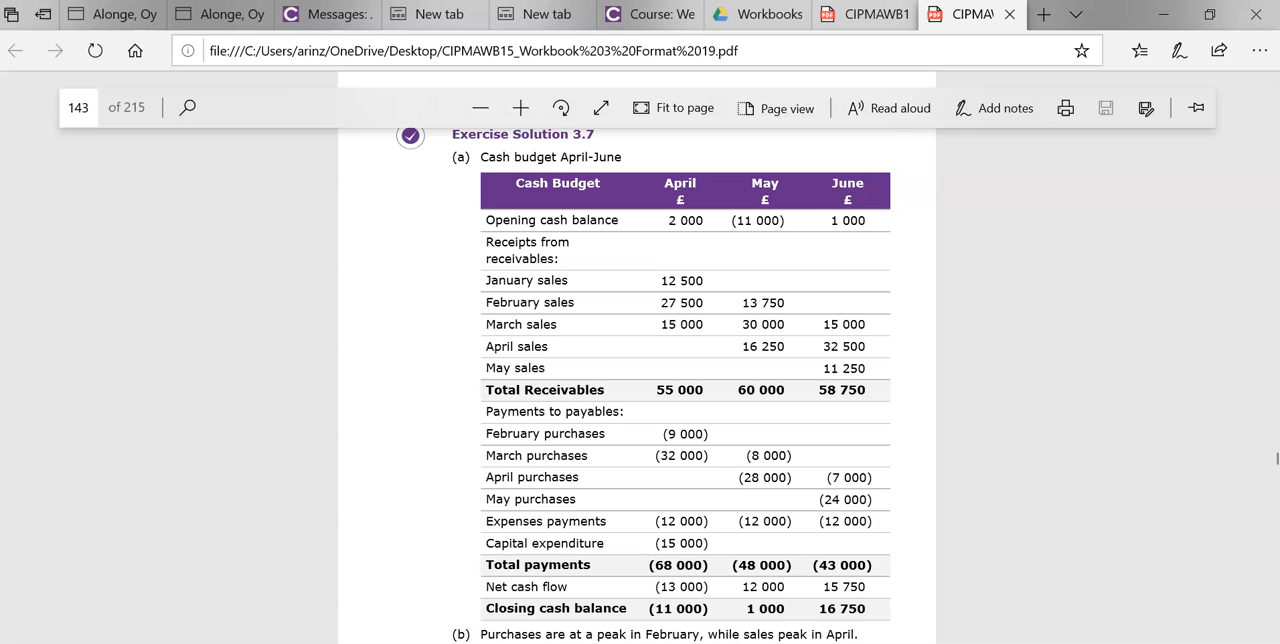 Alonge, Oy Alonge, Oy Messages: . New tab New tab Course: We Workbooks CIPMAWB1 CIPMA
file:///C:/Users/arinz/OneDrive/Desktop/CIPMAWB15_Workbook%203%20Format%2019.pdf
143 of 215 Fit to page Page view Read aloud Add notes
Exercise Solution 3.7
(a) Cash budget April-June
Cash Budget April May June
£ £ £
Opening cash balance 2 000 (11 000) 1 000
Receipts from
receivables:
January sales 12 500
February sales 27 500 13 750
March sales 15 000 30 000 15 000
April sales 16 250 32 500
May sales 11 250
Total Receivables 55 000 60 000 58 750
Payments to payables:
February purchases (9 000)
March purchases (32 000) (8 000)
April purchases (28 000) (7 000)
May purchases (24 000)
Expenses payments (12 000) (12 000) (12 000)
Capital expenditure (15 000)
Total payments (68 000) (48 000) (43 000)
Net cash flow (13 000) 12 000 15 750
Closing cash balance (11 000) 1 000 16 750
(b) Purchases are at a peak in February, while sales peak in April.